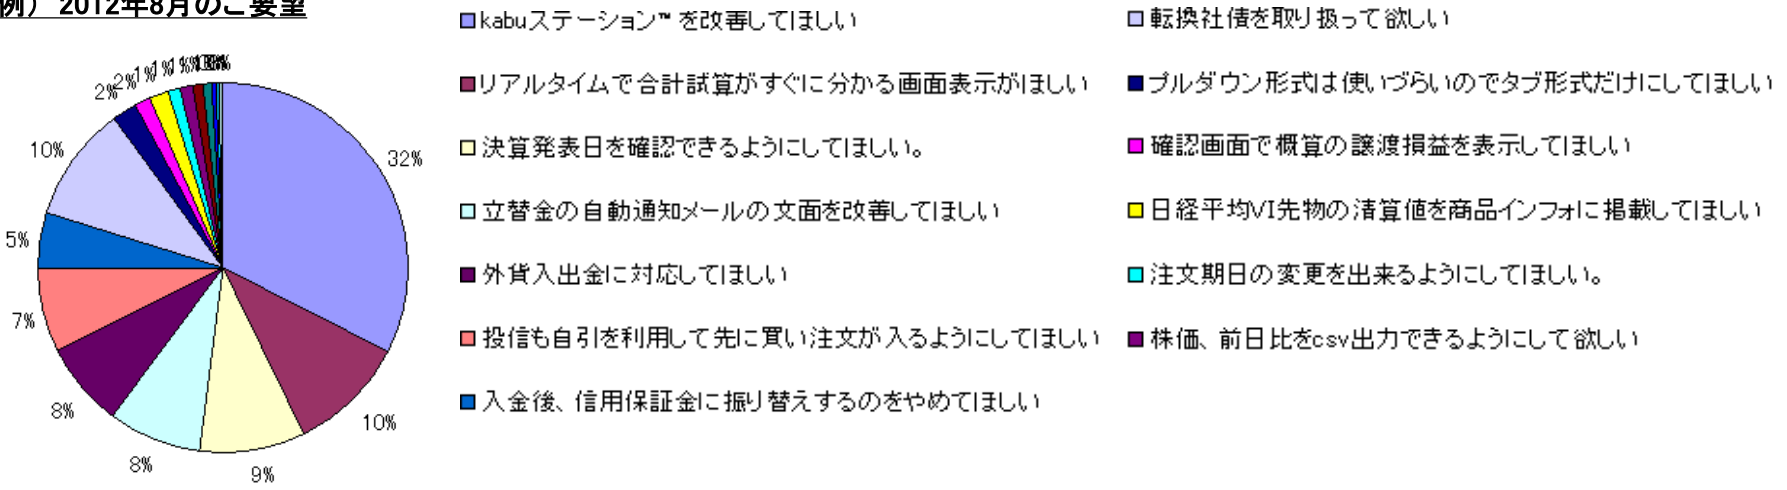 例） 2012年8月のご要望
32%
10%
9%
8%
8%
7%
5%
10%
2%
2%
1%
1%
1%
kabuステーション™ を改善してほしい
リアルタイムで合計試算がすぐに分かる画面表示がほしい
決算発表日を確認できるようにしてほしい。
立替金の自動通知メールの文面を改善してほしい
外貨入出金に対応してほしい
投信も自引を利用して先に買い注文が入るようにしてほしい
入金後、信用保証金に振り替えするのをやめてほしい
転換社債を取り扱って欲しい
プルダウン形式は使いづらいのでタブ形式だけにしてほしい
確認画面で概算の譲渡損益を表示してほしい
日経平均VI先物の清算値を商品インフォに掲載してほしい
注文期日の変更を出来るようにしてほしい。
株価、前日比をcsv出力できるようにして欲しい